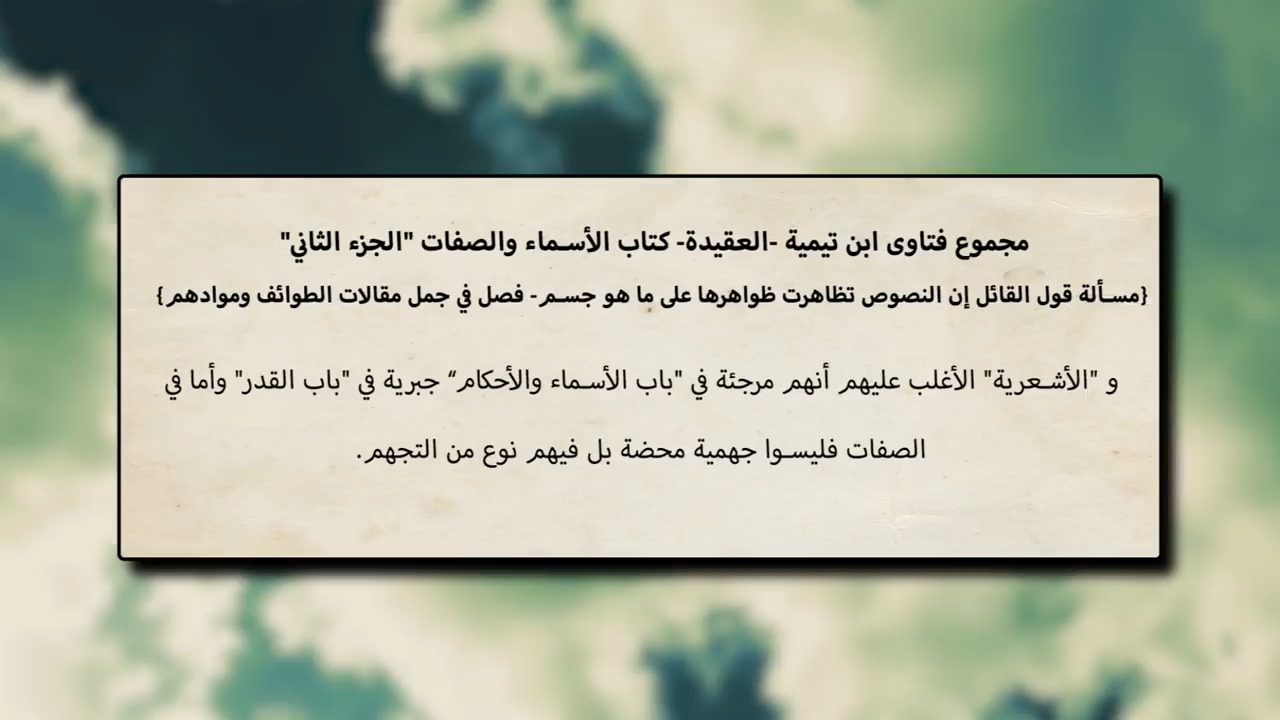 مجموع فتاوى ابن تيمية -العقيدة- كتاب الأسماء والصفات "الجزء الثاني"
{مسألة قول القائل إن النصوص تظاهرت ظواهرها على ما هو جسم- فصل في جمل مقالات الطوائف وموادهم}
و "الأشعرية" الأغلب عليهم أنهم مرجئة في "باب الأسماء والأحكام“ جبرية في "باب القدر" وأما في
الصفات فليسوا جهمية محضة بل فيهم نوع من التجهم.